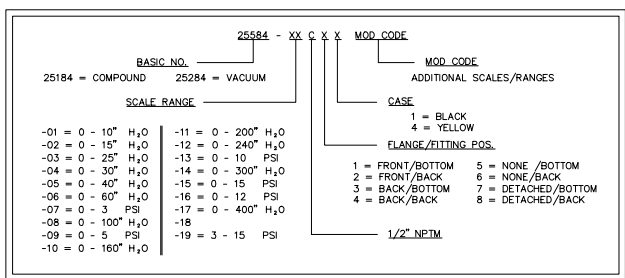 25584 - XX C X X MOD CODE
BASIC NO.
25184 = COMPOUND 25284 = VACUUM
MOD CODE
ADDITIONAL SCALES/RANGES
SCALE RANGE
CASE
1 = BLACK
4 = YELLOW
-01 = 0 - 10" H₂O
-02 = 0 - 15" H₂O
-03 = 0 - 25" H₂O
-04 = 0 - 30" H₂O
-05 = 0 - 40" H₂O
-06 = 0 - 60" H₂O
-07 = 0 - 3 PSI
-08 = 0 - 100" H₂O
-09 = 0 - 5 PSI
-10 = 0 - 160" H₂O
-11 = 0 - 200" H₂O
-12 = 0 - 240" H₂O
-13 = 0 - 10 PSI
-14 = 0 - 300" H₂O
-15 = 0 - 15 PSI
-16 = 0 - 12 PSI
-17 = 0 - 400" H₂O
-18
-19 = 3 - 15 PSI
FLANGE/FITTING POS.
1 = FRONT/BOTTOM
2 = FRONT/BACK
3 = BACK/BOTTOM
4 = BACK/BACK
5 = NONE /BOTTOM
6 = NONE/BACK
7 = DETACHED/BOTTOM
8 = DETACHED/BACK
1/2" NPTM